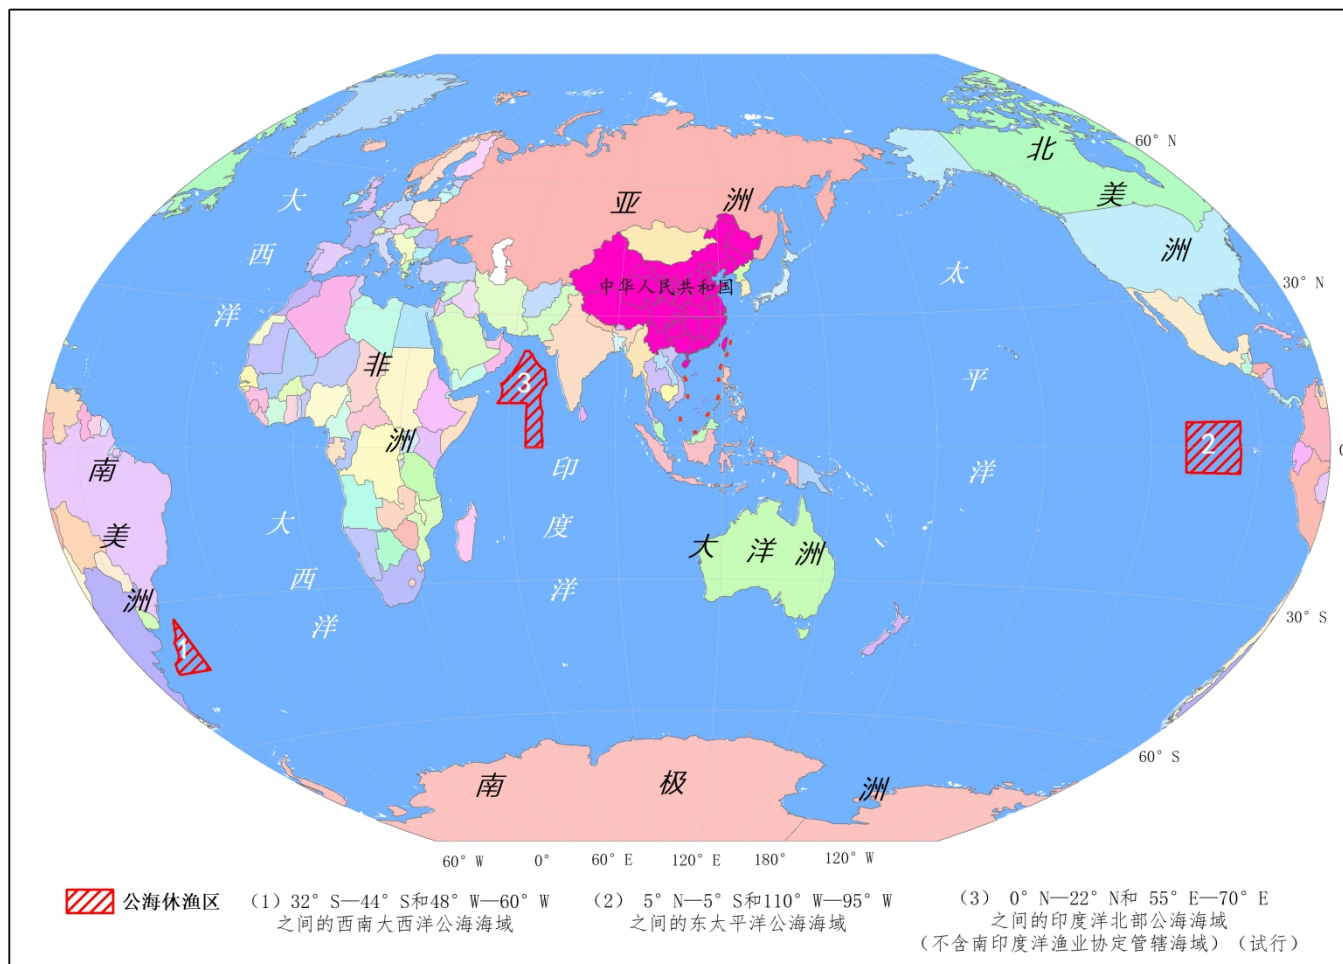 北
美
洲
60° N
30° N
亚 洲
中华人民共和国
大
西
洋
太
平
洋
非
洲
3
2
0
印
度
洋
南
美
洲
大
西
洋
大 洋 洲
1
30° S
60° S
南 极 洲
60° W 0° 60° E 120° E 180° 120° W
公海休渔区
(1) 32° S—44° S和48° W—60° W
之间的西南大西洋公海海域
(2) 5° N—5° S和110° W—95° W
之间的东太平洋公海海域
(3) 0° N—22° N和 55° E—70° E
之间的印度洋北部公海海域
(不含南印度洋渔业协定管辖海域) (试行)